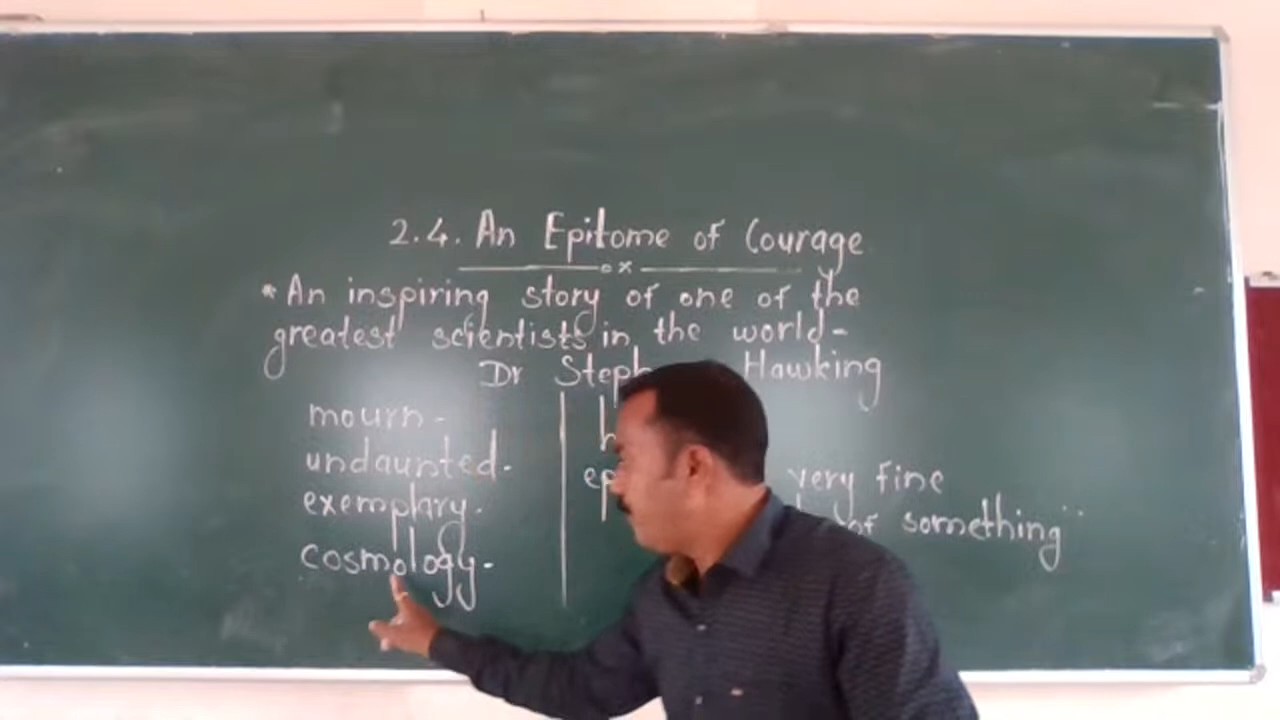 2.4. An Epitome of Courage
* An inspiring story of one of the
greatest scientists in the world-
Dr Hawking
mourn-
undaunted-
exemplary-
cosmology-
very fine
of something"